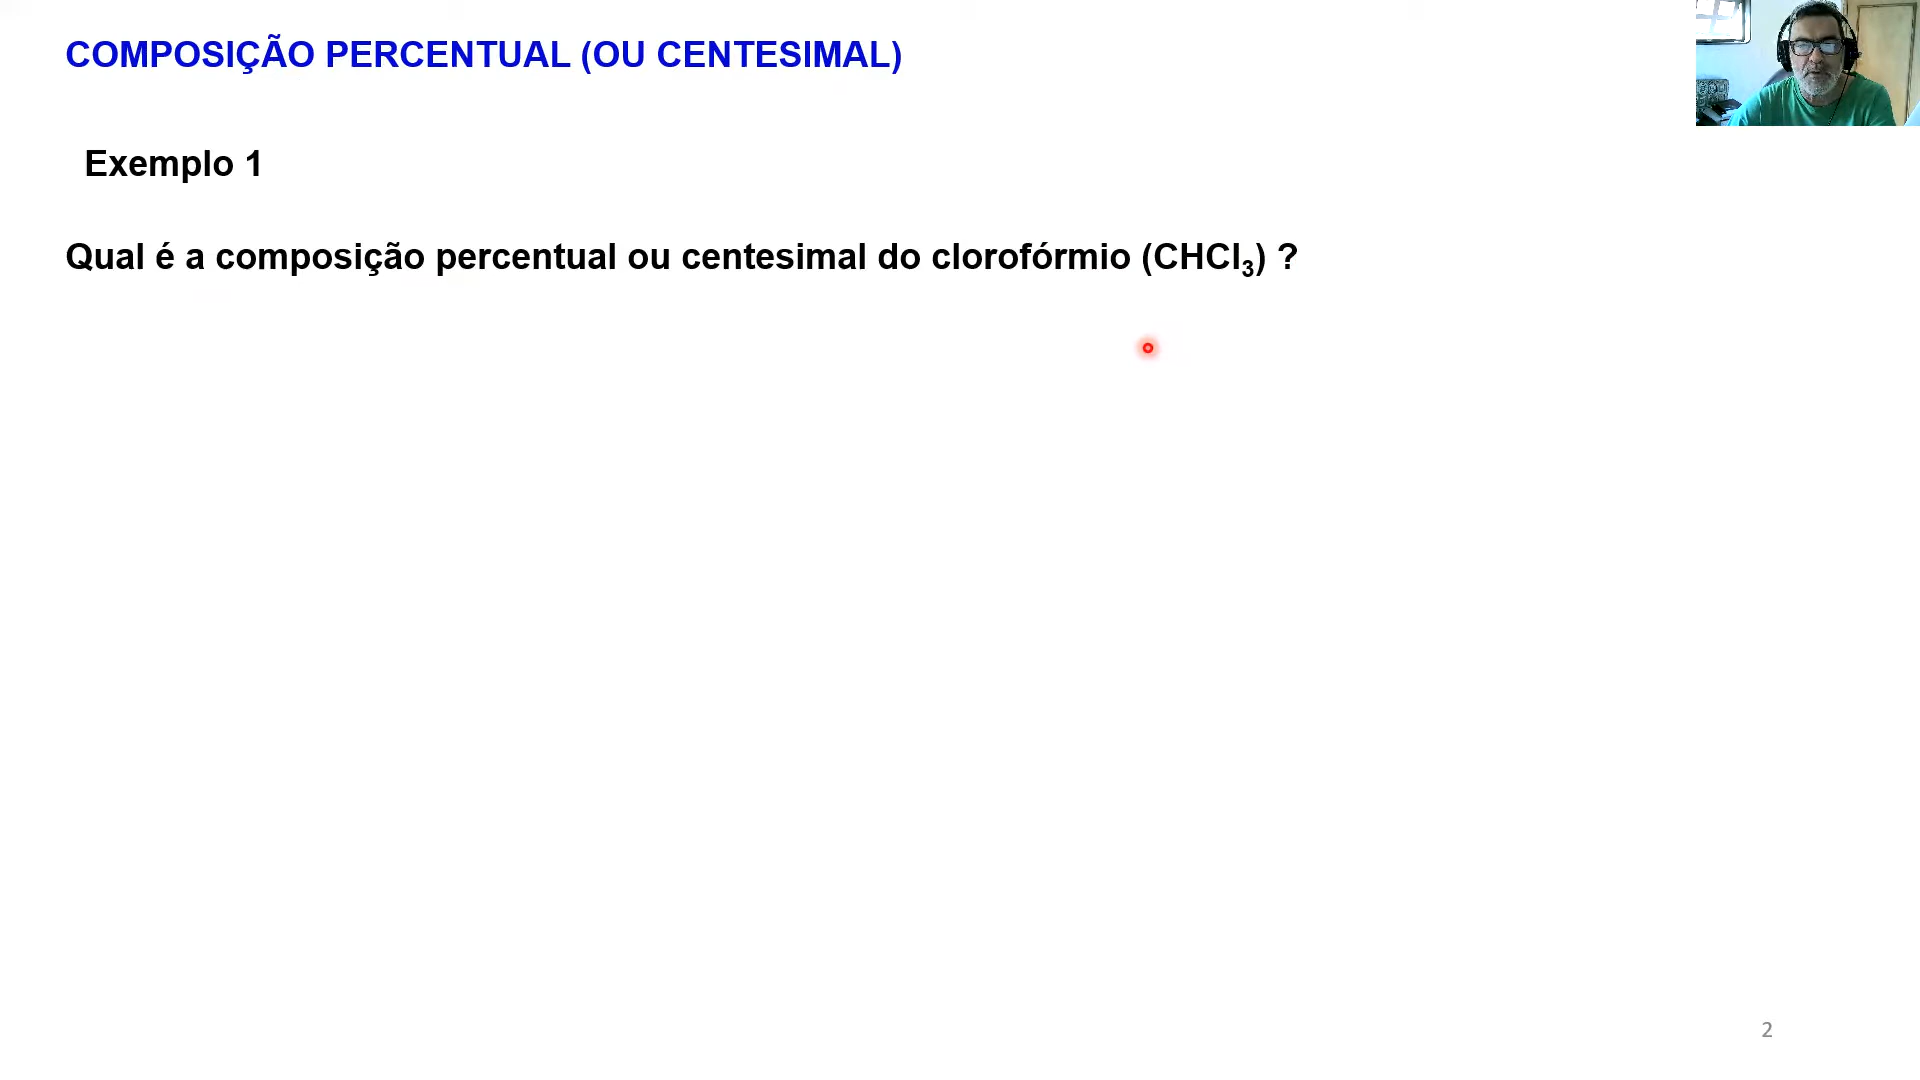 COMPOSIÇÃO PERCENTUAL (OU CENTESIMAL)
Exemplo 1
Qual é a composição percentual ou centesimal do clorofórmio (CHCl₃) ?
2